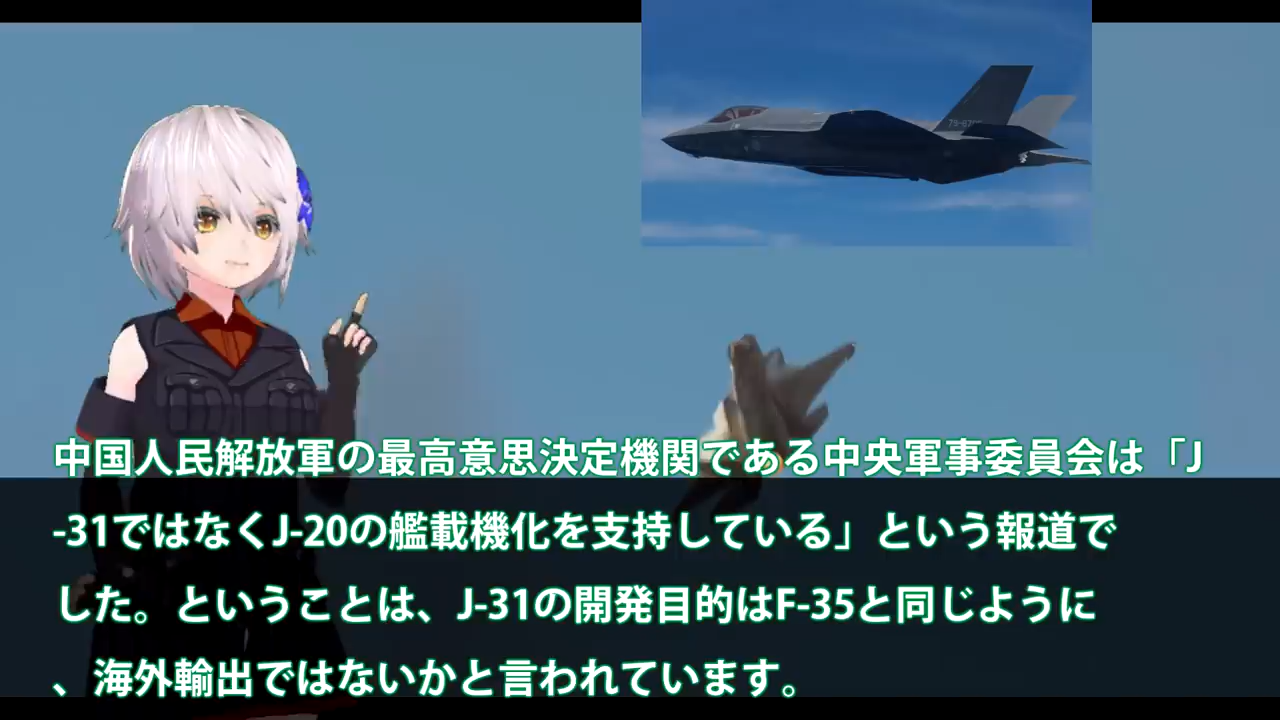 中国人民解放軍の最高意思決定機関である中央軍事委員会は「J
-31ではなくJ-20の艦載機化を支持している」という報道で
した。ということは、J-31の開発目的はF-35と同じように
、海外輸出ではないかと言われています。